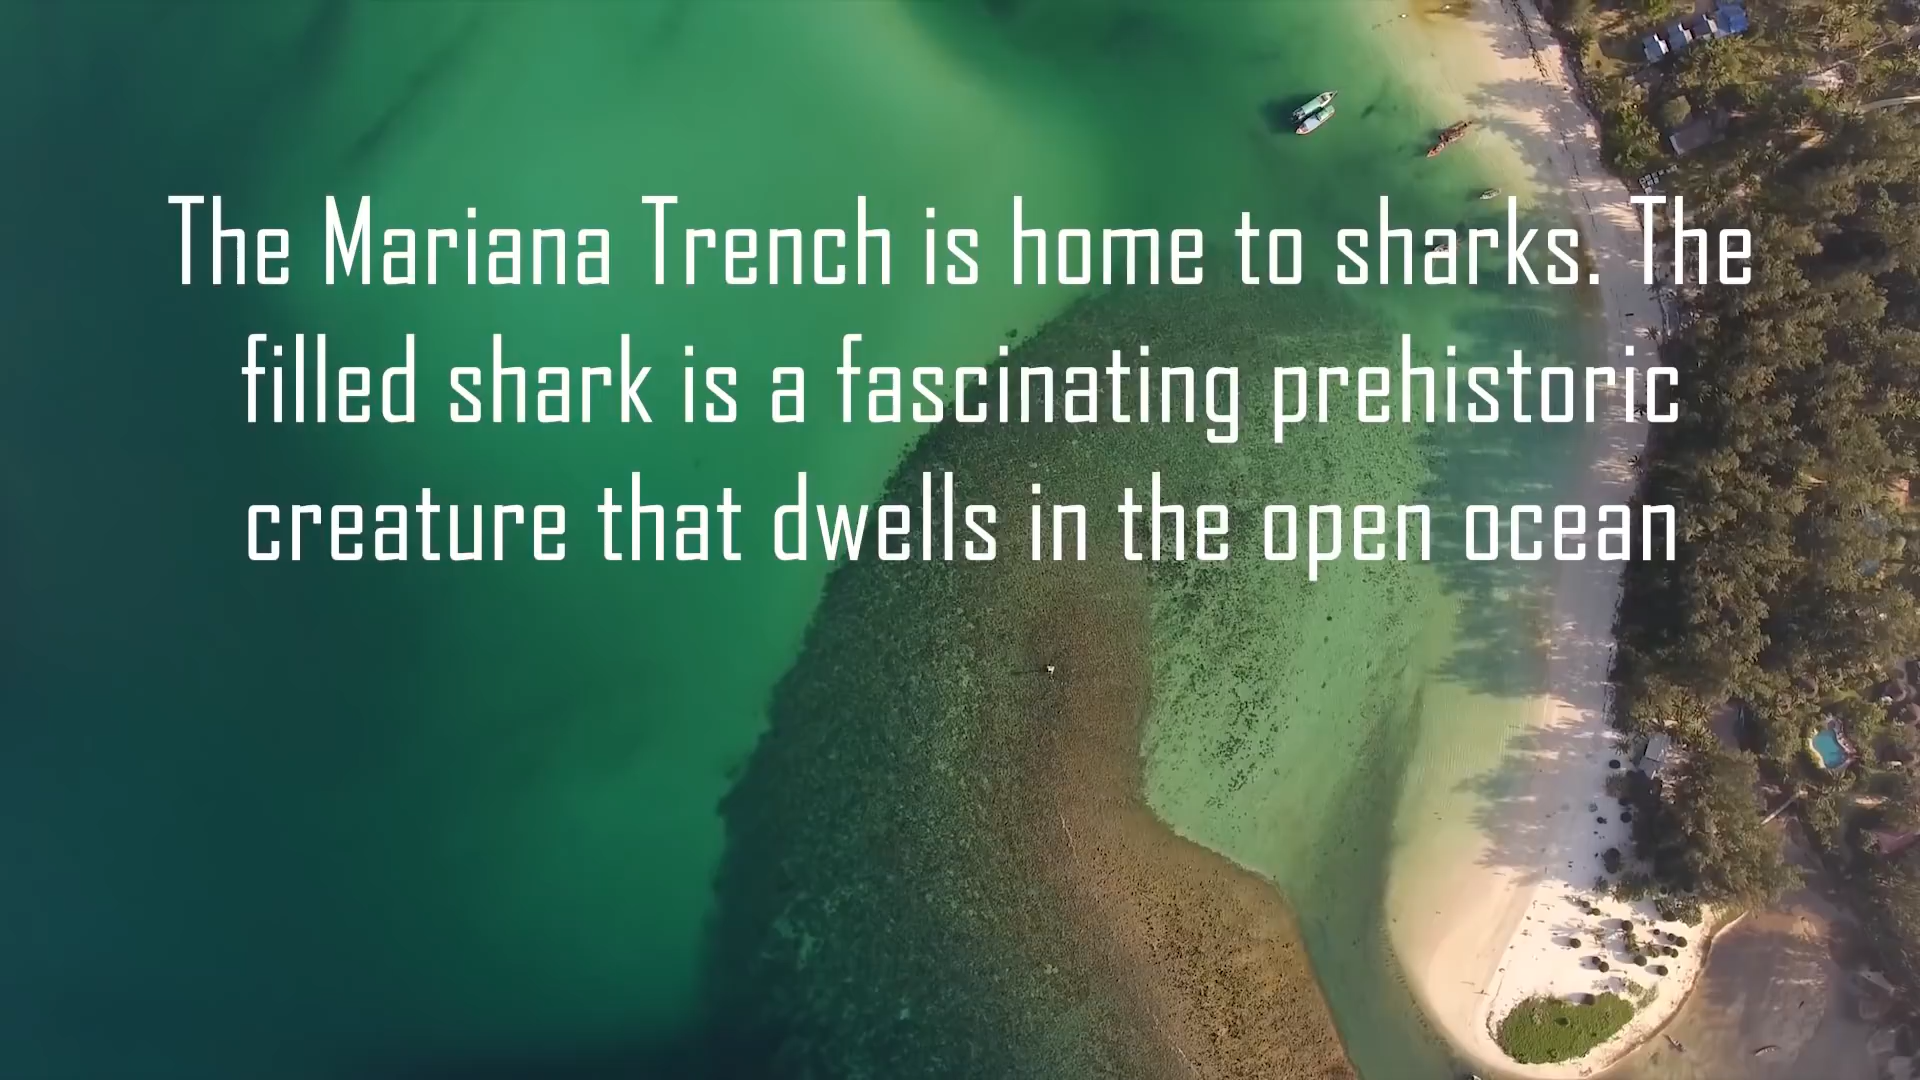 The Mariana Trench is home to sharks. The
filled shark is a fascinating prehistoric
creature that dwells in the open ocean